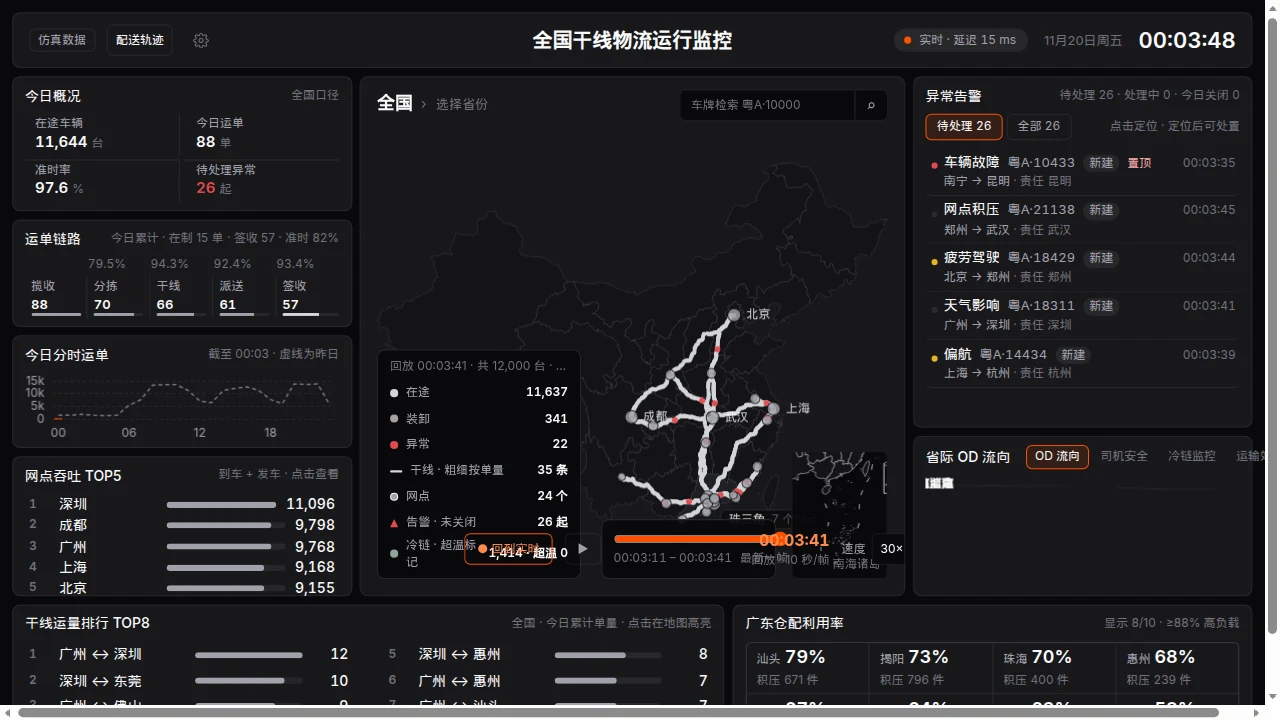 仿真数据 配送轨迹
全国干线物流运行监控
实时 · 延迟 15 ms 11月20日周五 00:03:48
今日概况 全国口径
在途车辆 今日运单
11,644 台 88 单
准时率 待处理异常
97.6 % 26 起
运单链路 今日累计 · 在制 15 单 · 签收 57 · 准时 82%
79.5% 94.3% 92.4% 93.4%
揽收 分拣 干线 派送 签收
88 70 66 61 57
今日分时运单 截至 00:03 · 虚线为昨日
15k
10k
5k
0
00 06 12 18
网点吞吐 TOP5 到车 + 发车 · 点击查看
1 深圳 11,096
2 成都 9,798
3 广州 9,768
4 上海 9,168
5 北京 9,155
全国 › 选择省份
车牌检索 粤A·10000
北京
上海
成都
武汉
珠三角 7 个
南海诸岛
回放 00:03:41 · 共 12,000 台 · ...
在途 11,637
装卸 341
异常 22
干线 · 粗细按单量 35 条
网点 24 个
告警 · 未关闭 26 起
冷链 · 超温标记 1,414 · 超温 0
回到实时
00:03:41
00:03:11 – 00:03:41
回放 · 10 秒/帧
速度 30×
异常告警 待处理 26 · 处理中 0 · 今日关闭 0
待处理 26 全部 26 点击定位 · 定位后可处置
车辆故障 粤A·10433 新建 置顶 00:03:35
南宁 → 昆明 · 责任 昆明
网点积压 粤A·21138 新建 00:03:45
郑州 → 武汉 · 责任 武汉
疲劳驾驶 粤A·18429 新建 00:03:44
北京 → 郑州 · 责任 郑州
天气影响 粤A·18311 新建 00:03:41
广州 → 深圳 · 责任 深圳
偏航 粤A·14434 新建 00:03:39
上海 → 杭州 · 责任 杭州
省际 OD 流向 OD 流向 司机安全 冷链监控
干线运量排行 TOP8 全国 · 今日累计单量 · 点击在地图高亮
1 广州 ↔ 深圳 12
2 深圳 ↔ 东莞 10
5 深圳 ↔ 惠州 8
6 广州 ↔ 惠州 7
广东仓配利用率 显示 8/10 · ≥88% 高负载
汕头 79% 揭阳 73% 珠海 70% 惠州 68%
积压 671 件 积压 796 件 积压 400 件 积压 239 件